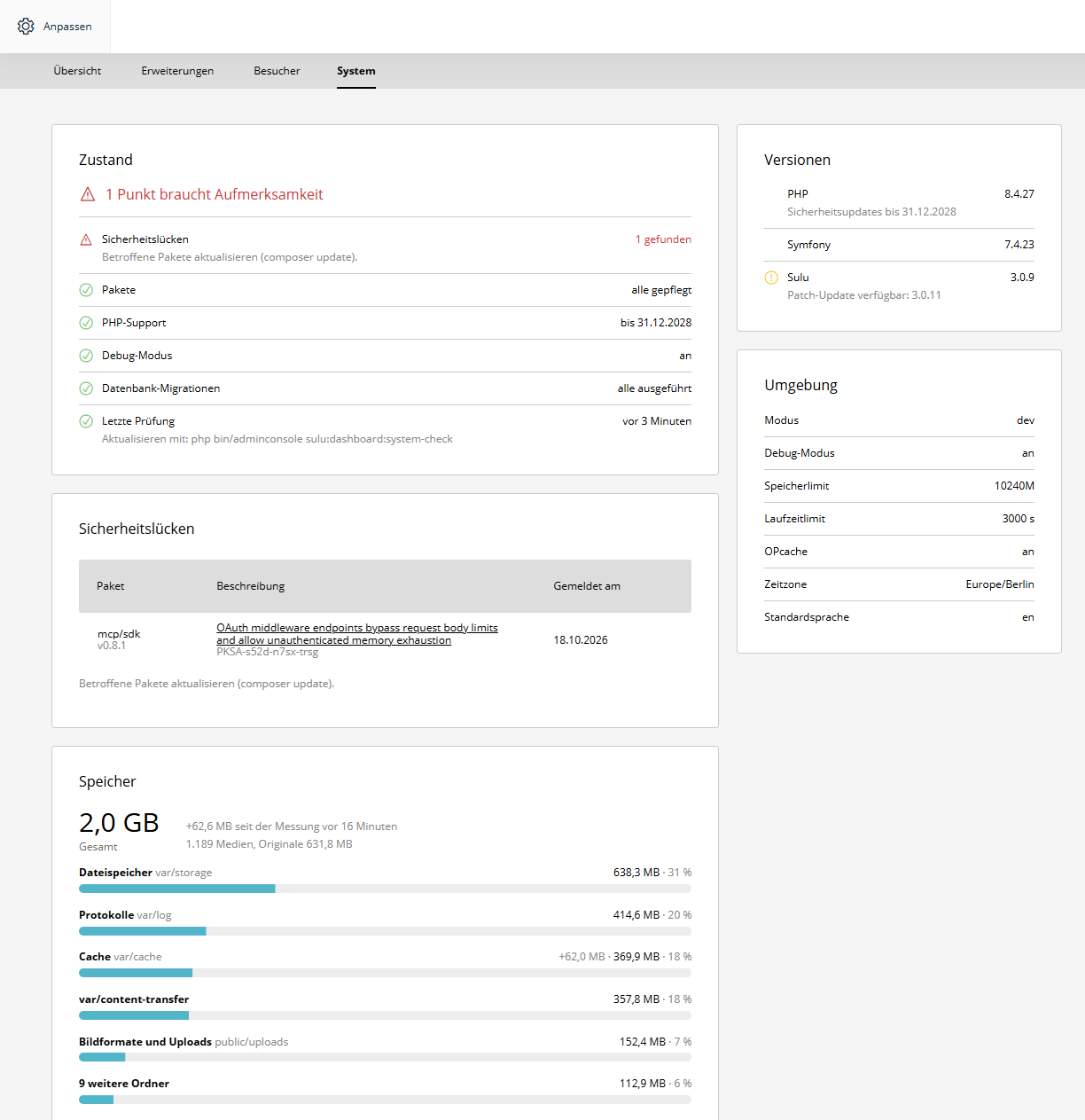 Anpassen
Übersicht Erweiterungen Besucher System
Zustand
1 Punkt braucht Aufmerksamkeit
Sicherheitslücken 1 gefunden
Betroffene Pakete aktualisieren (composer update).
Pakete alle gepflegt
PHP-Support bis 31.12.2028
Debug-Modus an
Datenbank-Migrationen alle ausgeführt
Letzte Prüfung vor 3 Minuten
Aktualisieren mit: php bin/adminconsole sulu:dashboard:system-check
Sicherheitslücken
Paket Beschreibung Gemeldet am
mcp/sdk
v0.8.1
OAuth middleware endpoints bypass request body limits
and allow unauthenticated memory exhaustion
PKSA-s52d-n7sx-trsg
18.10.2026
Betroffene Pakete aktualisieren (composer update).
Speicher
2,0 GB
Gesamt
+62,6 MB seit der Messung vor 16 Minuten
1.189 Medien, Originale 631,8 MB
Dateispeicher var/storage 638,3 MB · 31 %
Protokolle var/log 414,6 MB · 20 %
Cache var/cache +62,0 MB · 369,9 MB · 18 %
var/content-transfer 357,8 MB · 18 %
Bildformate und Uploads public/uploads 152,4 MB · 7 %
9 weitere Ordner 112,9 MB · 6 %
Versionen
PHP 8.4.27
Sicherheitsupdates bis 31.12.2028
Symfony 7.4.23
Sulu 3.0.9
Patch-Update verfügbar: 3.0.11
Umgebung
Modus dev
Debug-Modus an
Speicherlimit 10240M
Laufzeitlimit 3000 s
OPcache an
Zeitzone Europe/Berlin
Standardsprache en